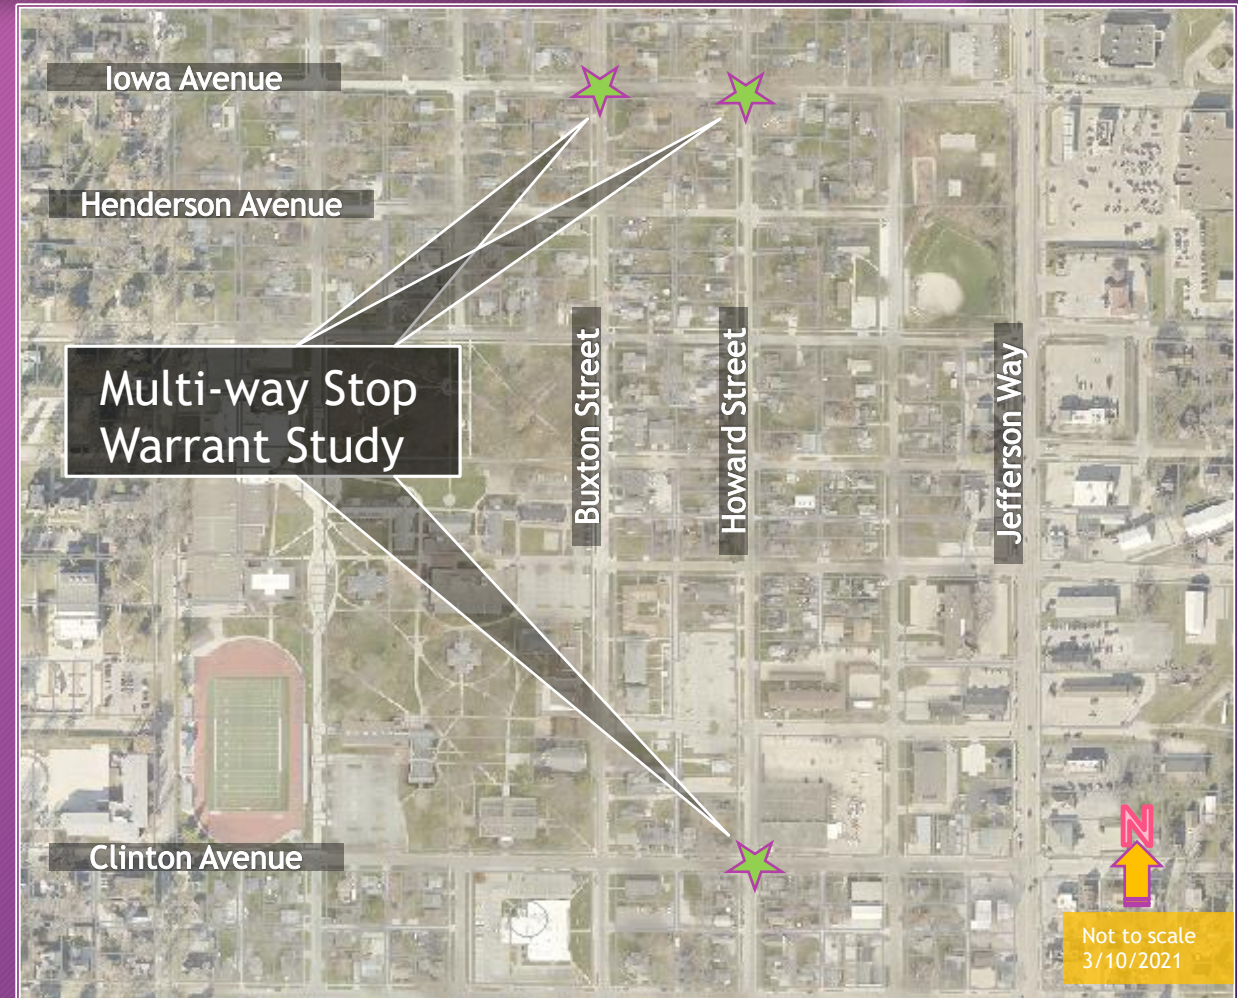 Iowa Avenue
Henderson Avenue
Multi-way Stop
Warrant Study
Buxton Street
Howard Street
Jefferson Way
Clinton Avenue
N
Not to scale
3/10/2021